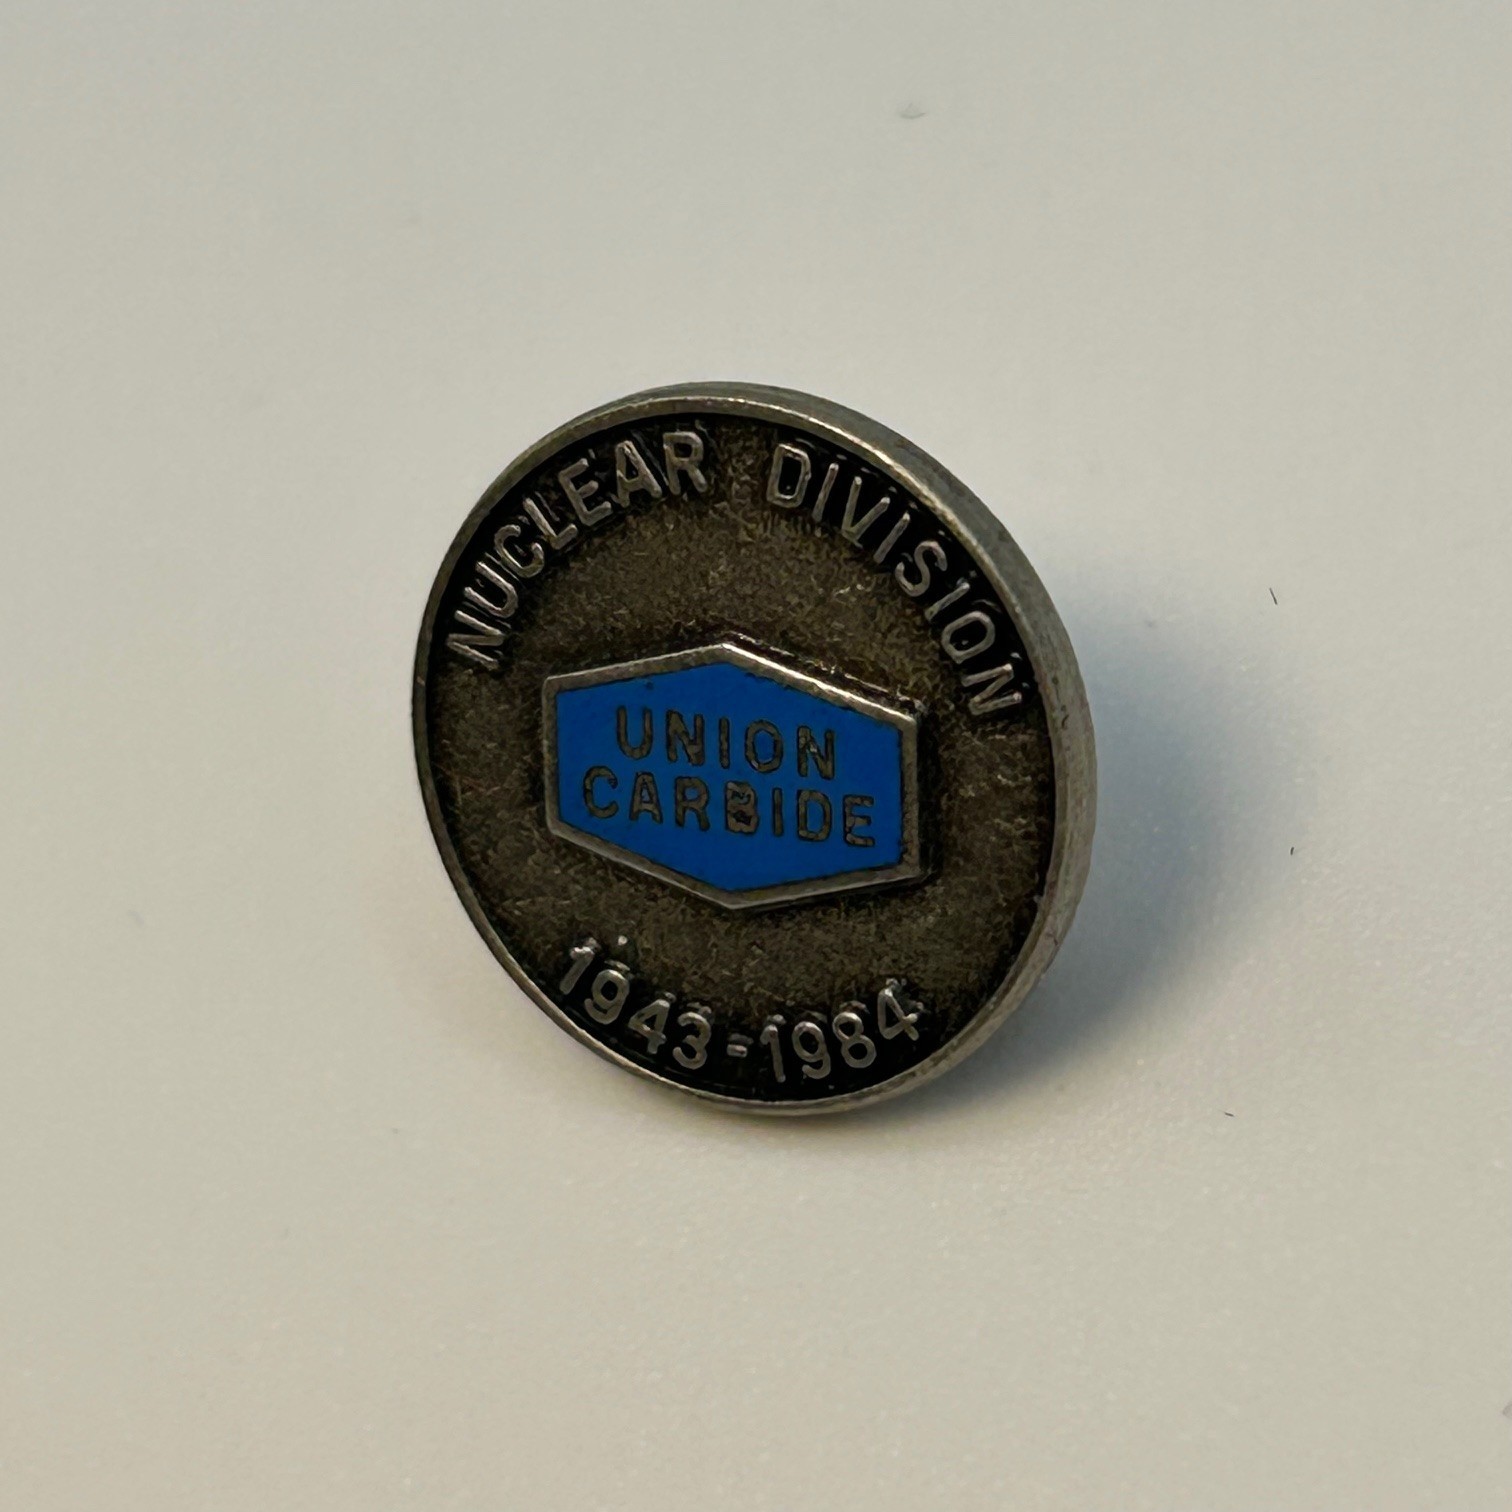 NUCLEAR DIVISION
UNION
CARBIDE
1943-1984